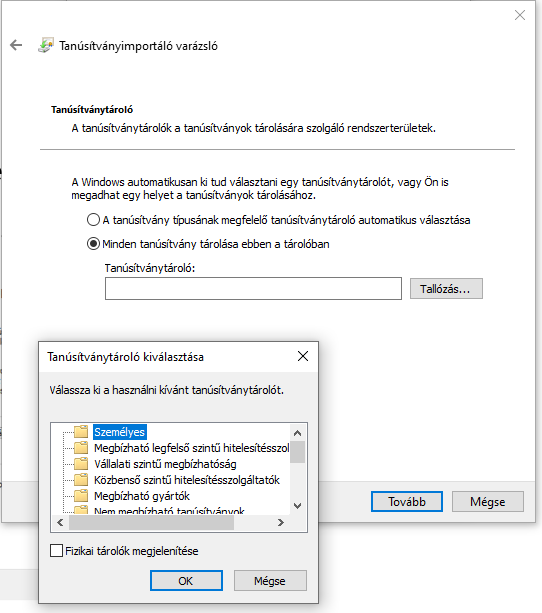 Tanúsítványimportáló varázsló
Tanúsítványtároló
A tanúsítványtárolók a tanúsítványok tárolására szolgáló rendszerterületek.
A Windows automatikusan ki tud választani egy tanúsítványtárolót, vagy Ön is
megadhat egy helyet a tanúsítványok tárolásához.
A tanúsítvány típusának megfelelő tanúsítványtároló automatikus választása
Minden tanúsítvány tárolása ebben a tárolóban
Tanúsítványtároló:
Tallózás...
Tanúsítványtároló kiválasztása
Válassza ki a használni kívánt tanúsítványtárolót.
Személyes
Megbízható legfelső szintű hitelesítésszol
Vállalati szintű megbízhatóság
Közbenső szintű hitelesítésszolgáltatók
Megbízható gyártók
Nem megbízható tanúsítványok
Fizikai tárolók megjelenítése
OK
Mégse
Tovább
Mégse